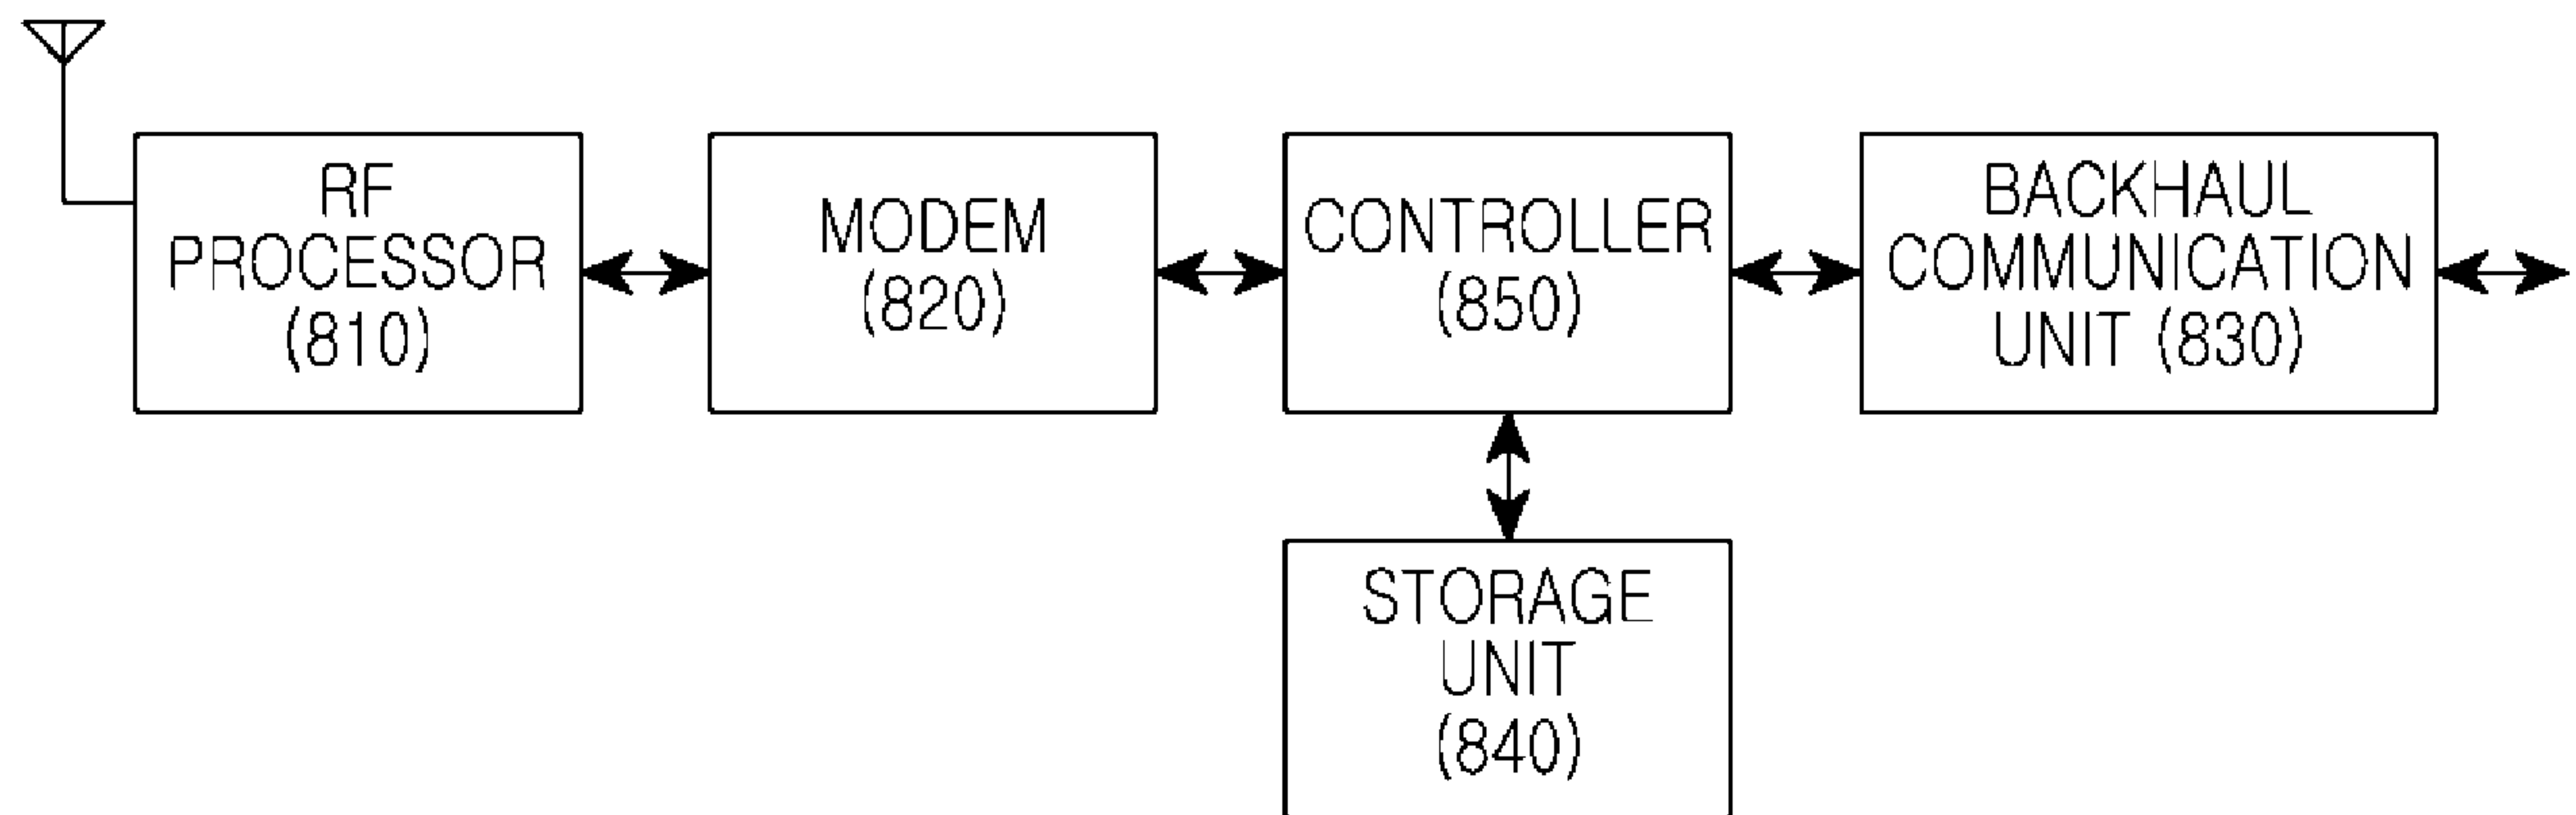 RF
PROCESSOR
(810)
MODEM
(820)
CONTROLLER
(850)
BACKHAUL
COMMUNICATION
UNIT (830)
STORAGE
UNIT
(840)